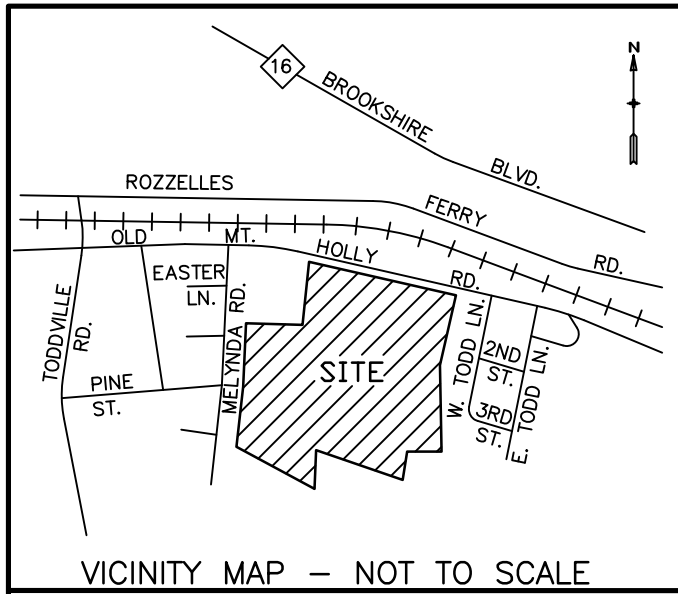 N
16
BROOKSHIRE
BLVD.
ROZZELLES
FERRY
RD.
OLD
MT.
HOLLY
RD.
EASTER
LN.
TODDVILLE
RD.
MELYNDA RD.
PINE
ST.
SITE
W. TODD LN.
2ND
ST.
3RD
ST.
E. TODD LN.
VICINITY MAP - NOT TO SCALE